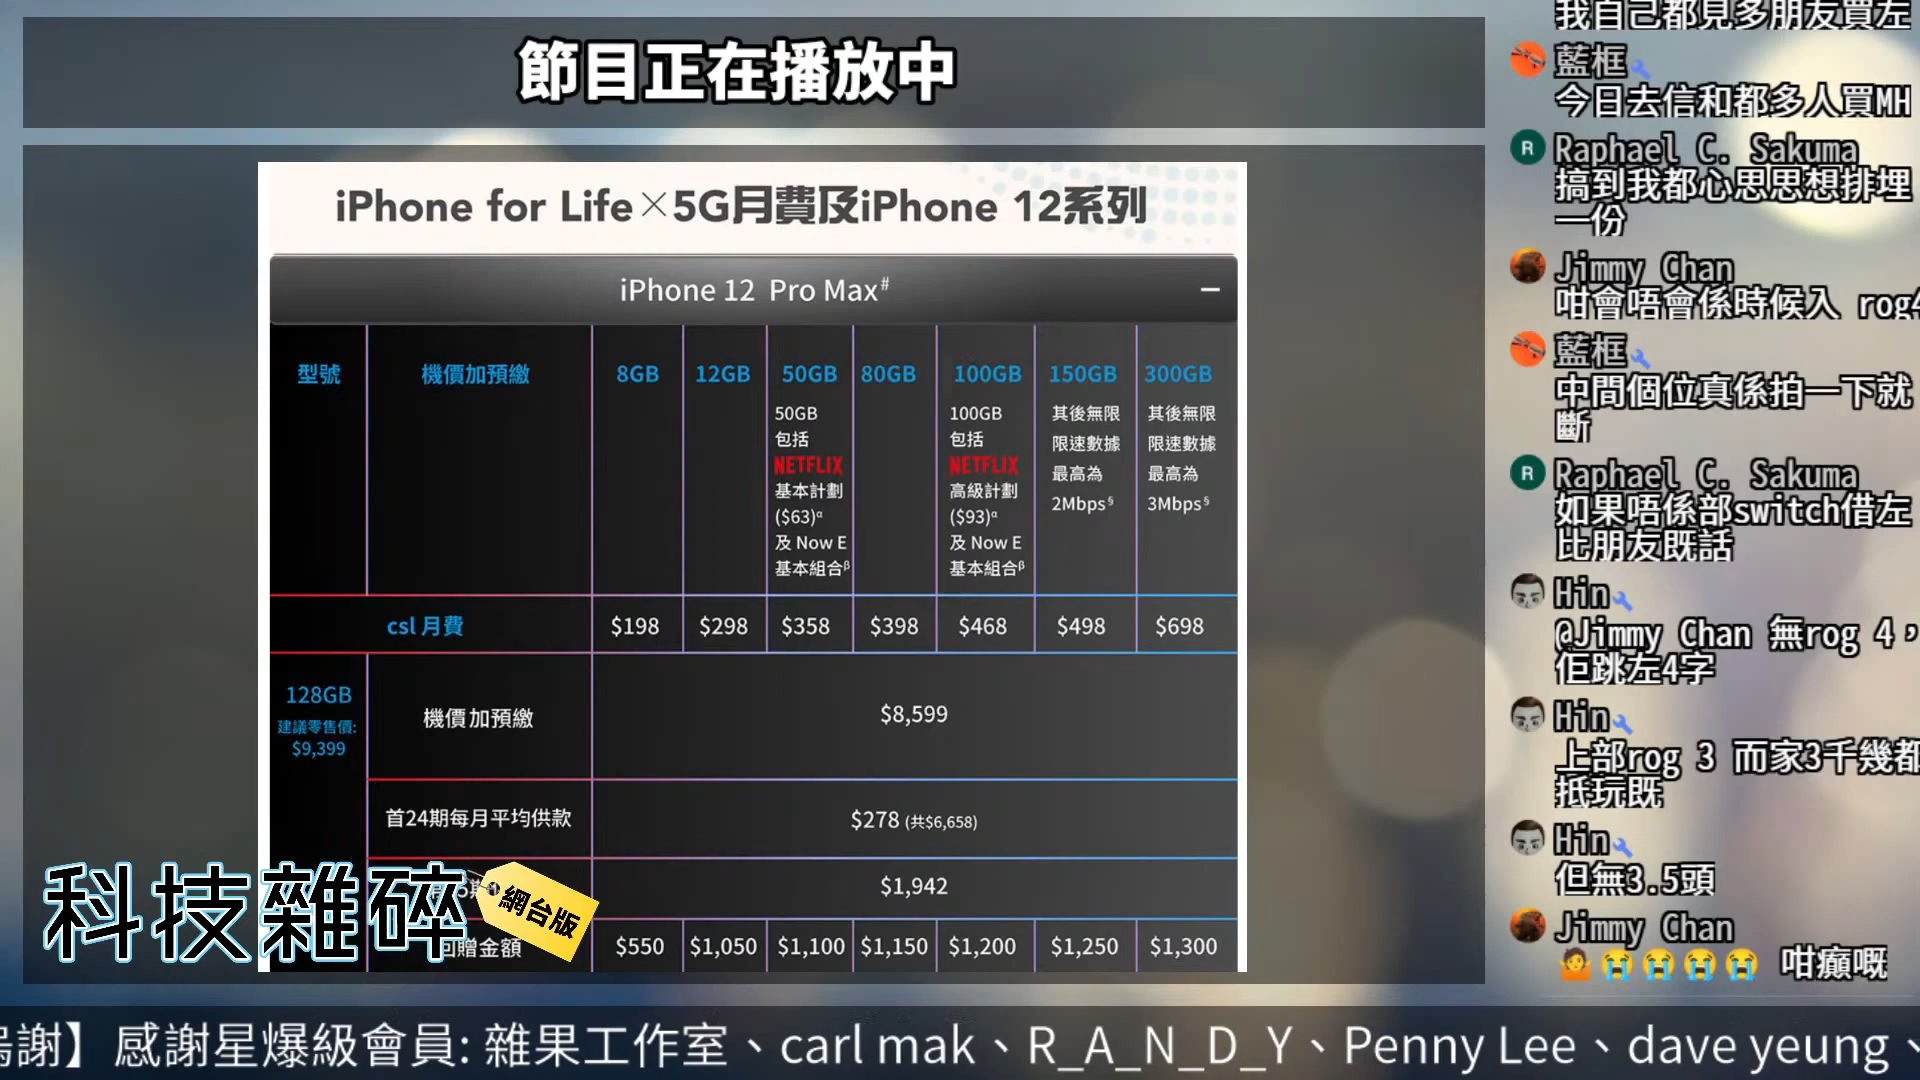 節目正在播放中
iPhone for Life×5G月費及iPhone 12系列
iPhone 12 Pro Max#
型號
機價加預繳
8GB
12GB
50GB
80GB
100GB
150GB
300GB
50GB
包括
NETFLIX
基本計劃
($63)α
及 Now E
基本組合β
100GB
包括
NETFLIX
高級計劃
($93)α
及 Now E
基本組合β
其後無限
限速數據
最高為
2Mbps§
其後無限
限速數據
最高為
3Mbps§
csl 月費
$198
$298
$358
$398
$468
$498
$698
128GB
建議零售價:
$9,399
機價加預繳
$8,599
首24期每月平均供款
$278 (共$6,658)
$1,942
回贈金額
$550
$1,050
$1,100
$1,150
$1,200
$1,250
$1,300
科技雜碎
網台版
我自己都見多朋友買左
藍框
今日去信和都多人買MH
R
Raphael C. Sakuma
搞到我都心思思想排埋
一份
Jimmy Chan
咁會唔會係時候入 rog4
藍框
中間個位真係拍一下就
斷
R
Raphael C. Sakuma
如果唔係部switch借左
比朋友既話
Hin
@Jimmy Chan 無rog 4，
佢跳左4字
Hin
上部rog 3 而家3千幾都
抵玩既
Hin
但無3.5頭
Jimmy Chan
🤷😭😭😭😭 咁癲嘅
謝】感謝星爆級會員: 雜果工作室、carl mak、R_A_N_D_Y、Penny Lee、dave yeung、